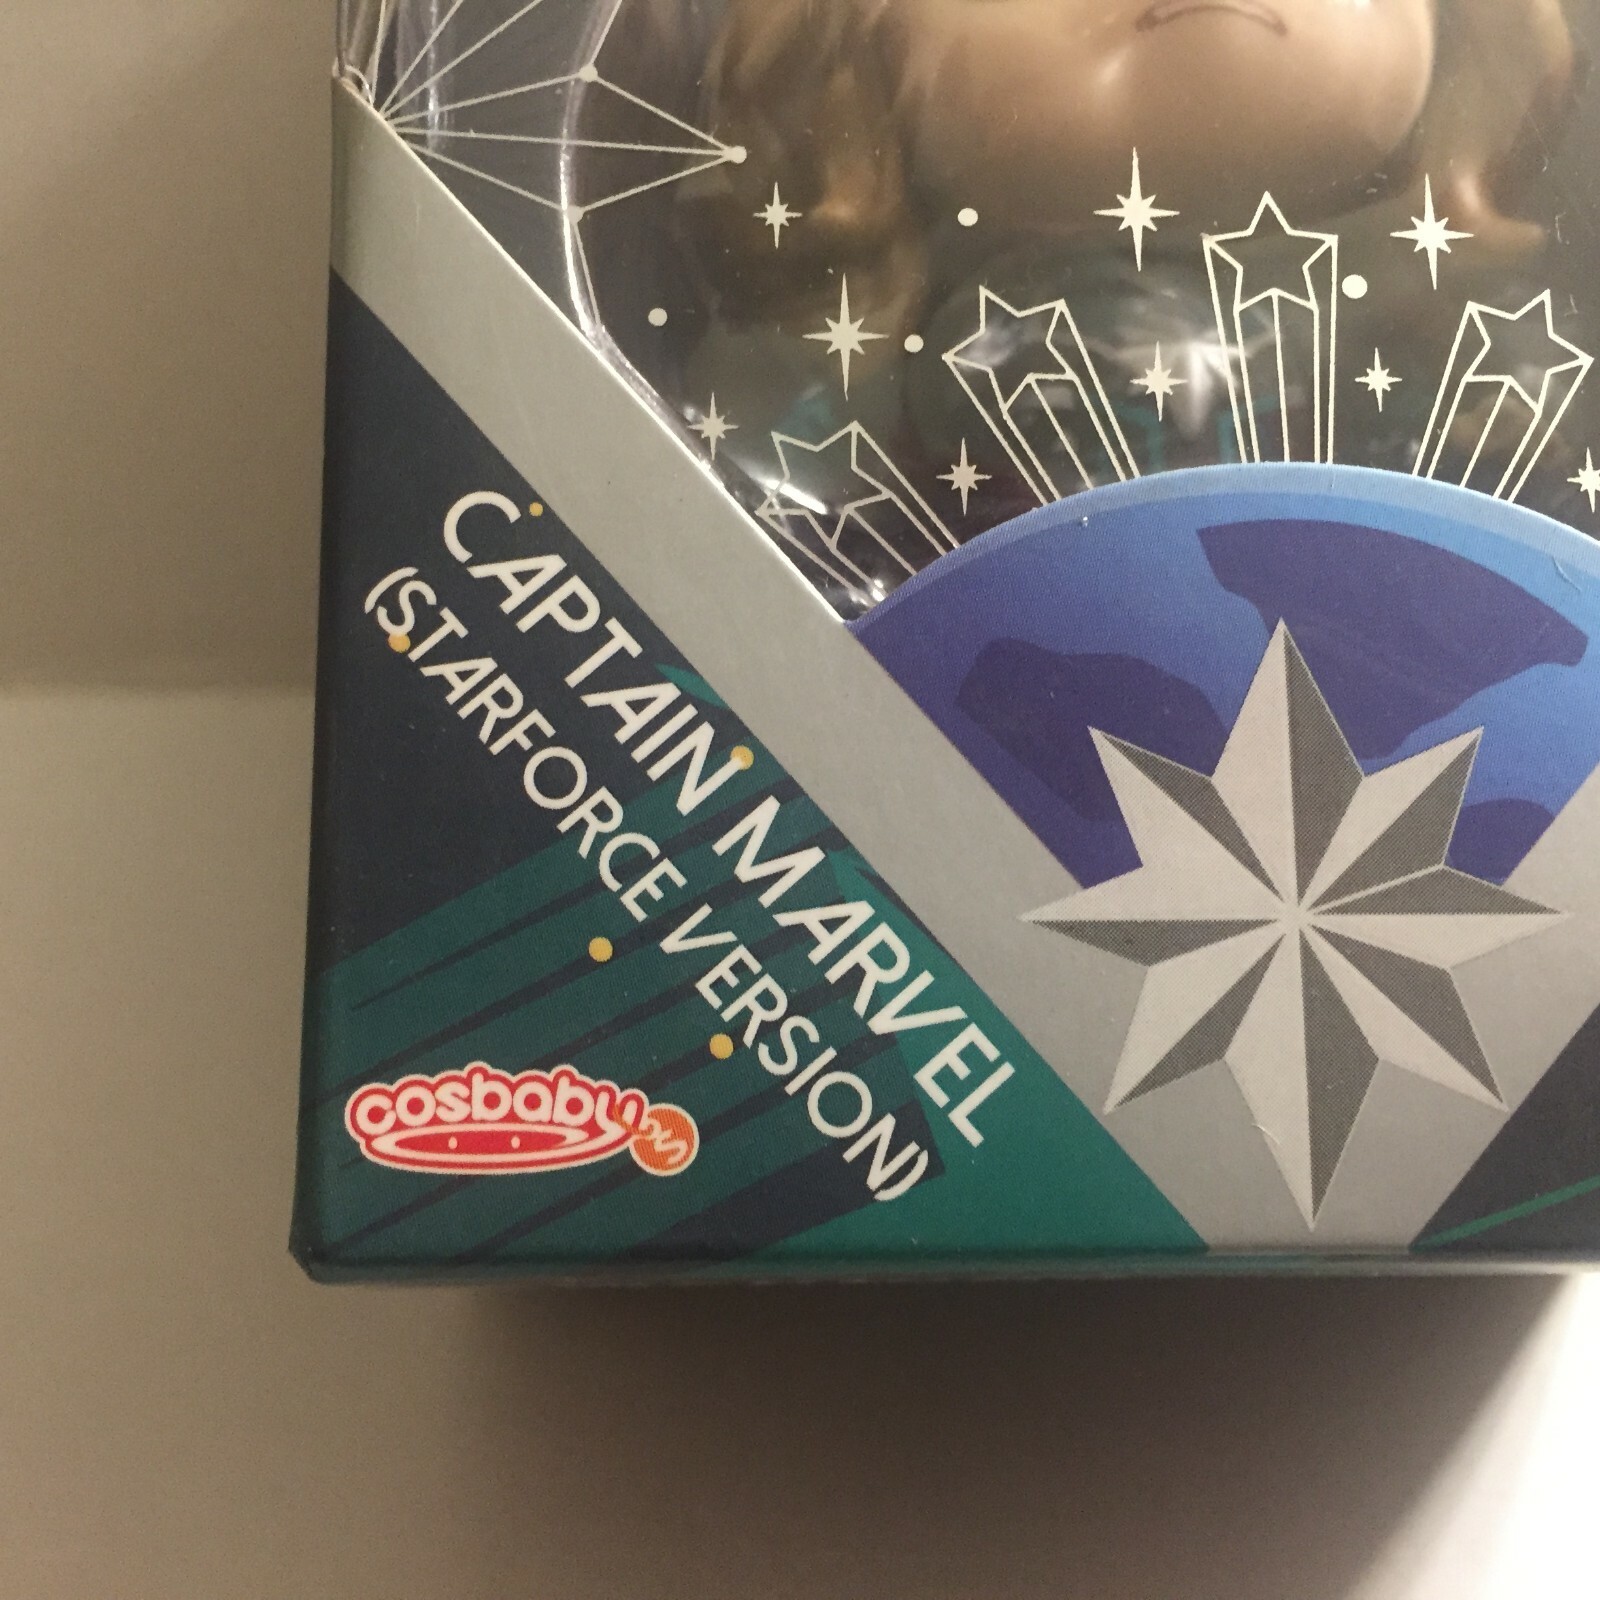 CAPTAIN MARVEL
(STARFORCE VERSION)
cosbaby(S)